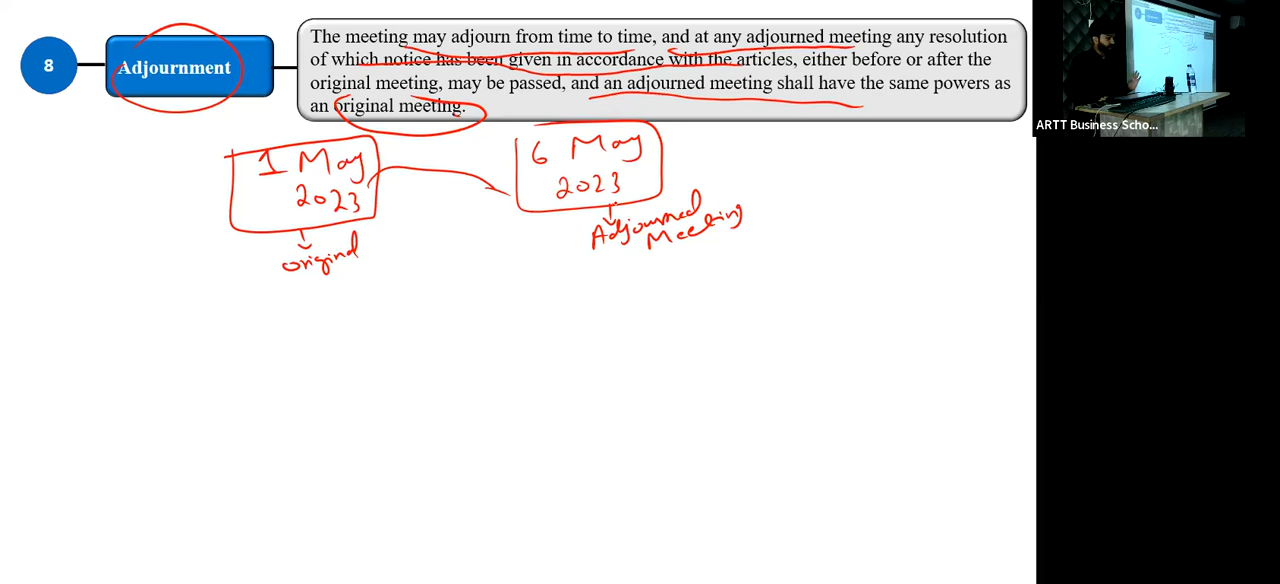 8
Adjournment
The meeting may adjourn from time to time, and at any adjourned meeting any resolution
of which notice has been given in accordance with the articles, either before or after the
original meeting, may be passed, and an adjourned meeting shall have the same powers as
an original meeting.
1 May
2023
original
6 May
2023
Adjourned
Meeting
ARTT Business Scho...